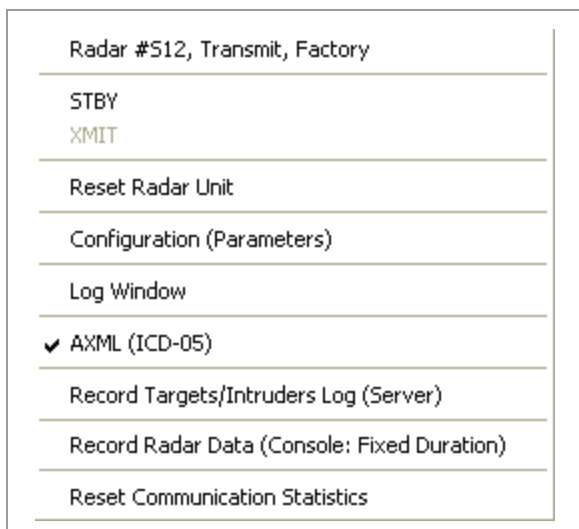 Radar #S12, Transmit, Factory
STBY
XMIT
Reset Radar Unit
Configuration (Parameters)
Log Window
AXML (ICD-05)
Record Targets/Intruders Log (Server)
Record Radar Data (Console: Fixed Duration)
Reset Communication Statistics